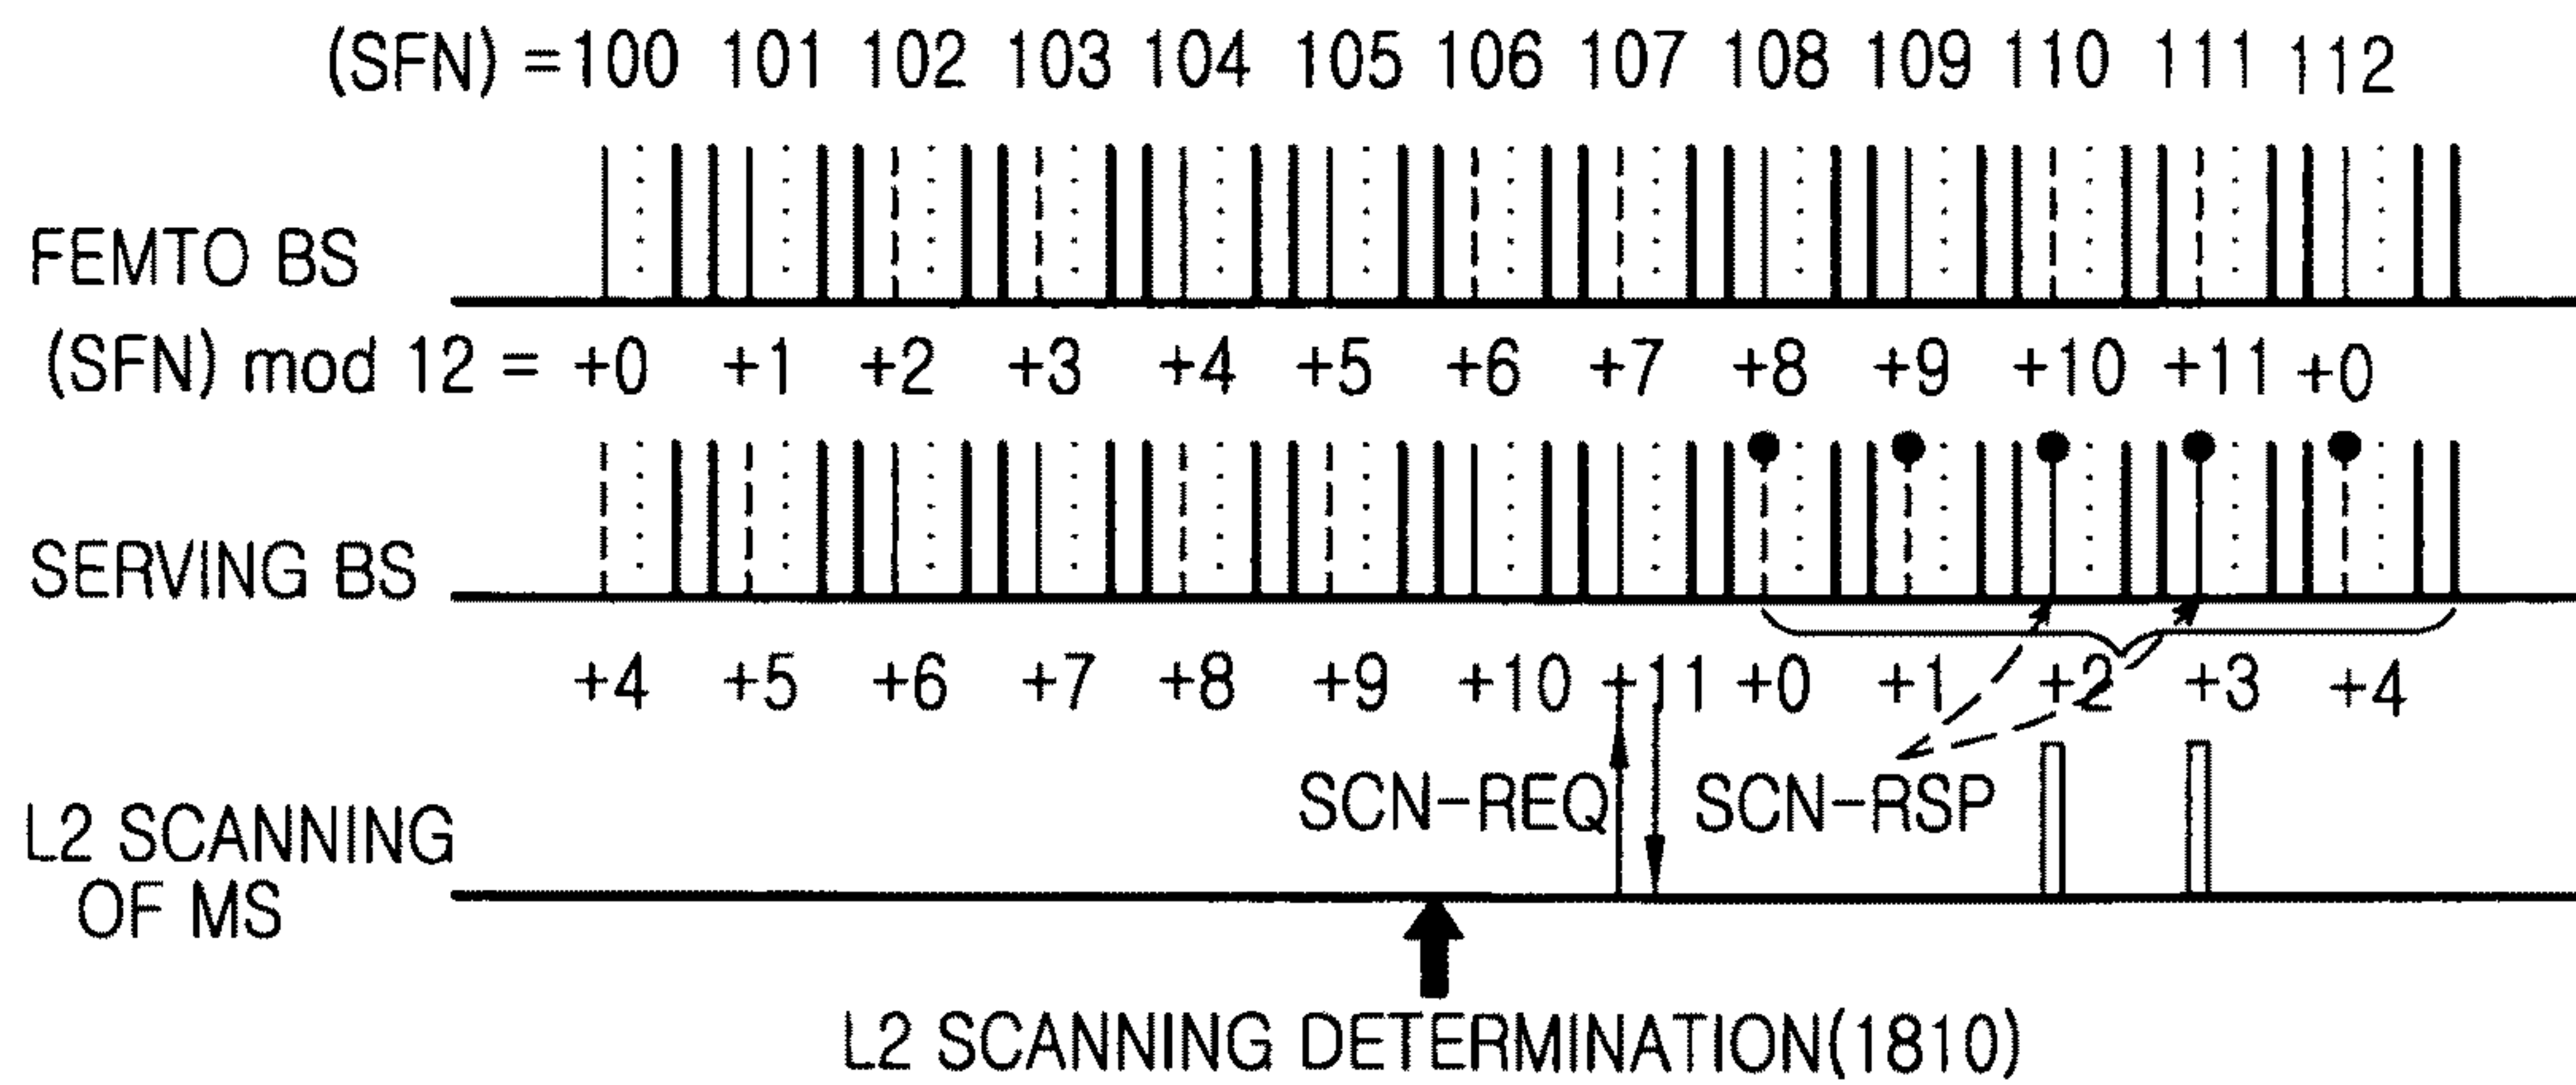 (SFN) =100 101 102 103 104 105 106 107 108 109 110 111 112
FEMTO BS
(SFN) mod 12 = +0 +1 +2 +3 +4 +5 +6 +7 +8 +9 +10 +11 +0
SERVING BS
+4 +5 +6 +7 +8 +9 +10 +11 +0 +1 +2 +3 +4
SCN-REQ SCN-RSP
L2 SCANNING
OF MS
L2 SCANNING DETERMINATION(1810)